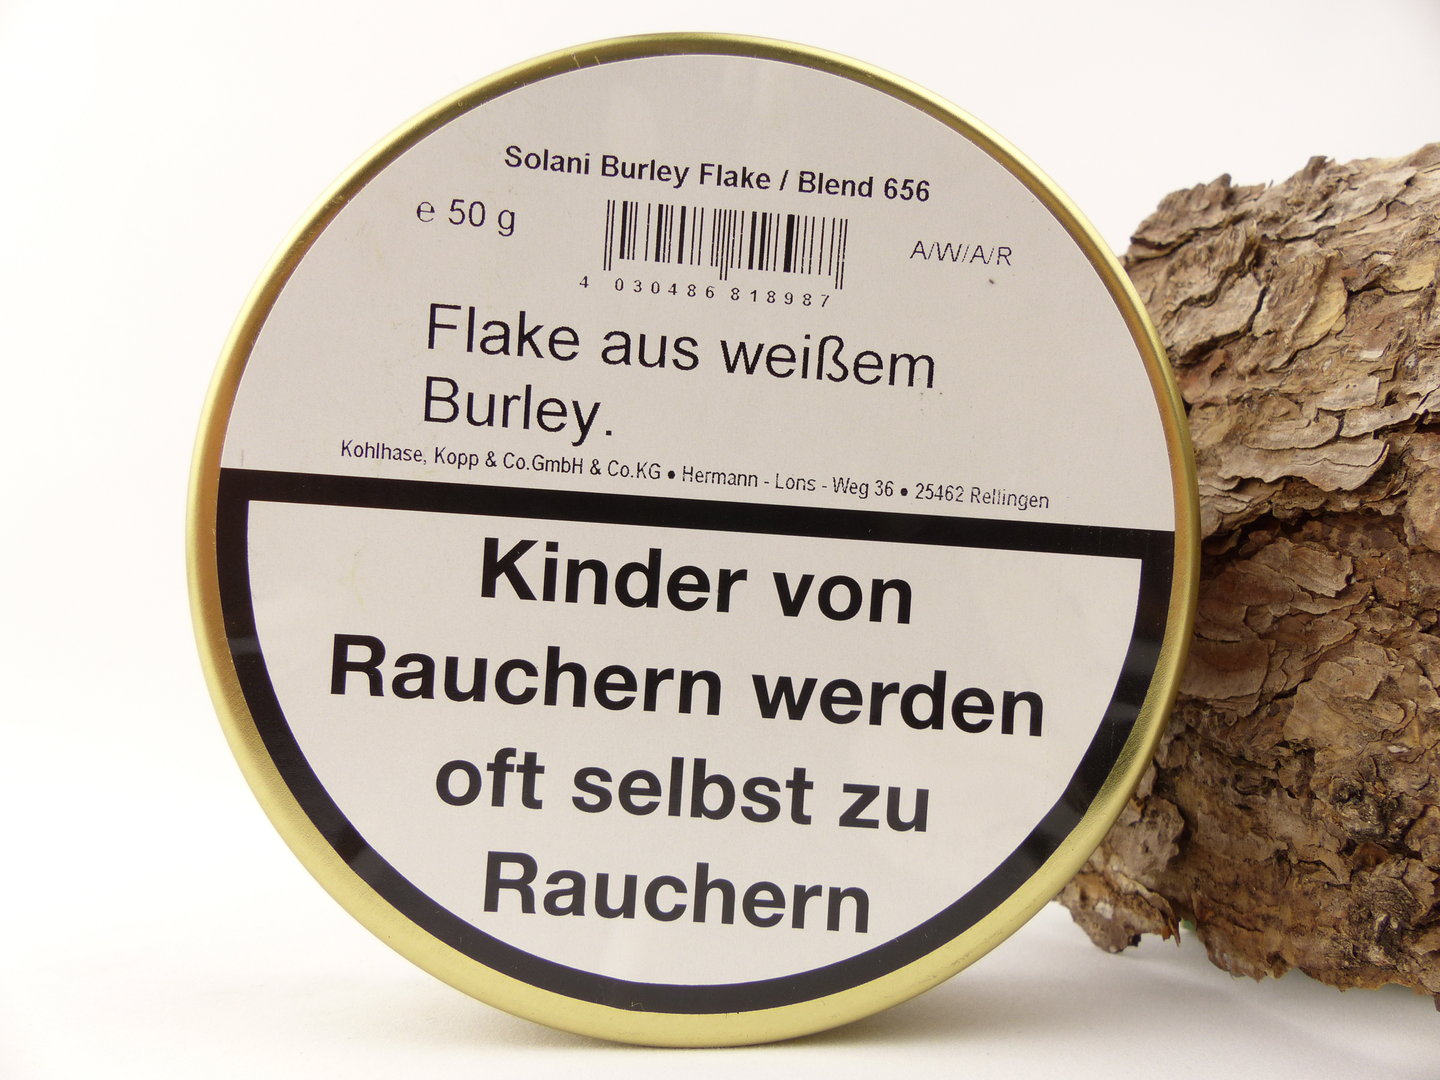 Solani Burley Flake / Blend 656
℮ 50 g
A/W/A/R
4 030486 818987
Flake aus weißem
Burley.
Kohlhase, Kopp & Co.GmbH & Co.KG • Hermann - Lons - Weg 36 • 25462 Rellingen
Kinder von
Rauchern werden
oft selbst zu
Rauchern